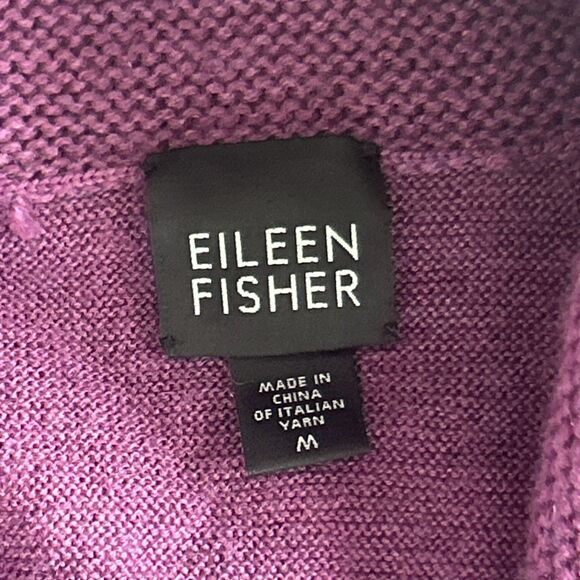 EILEEN
FISHER
MADE IN
CHINA
OF ITALIAN
YARN
M